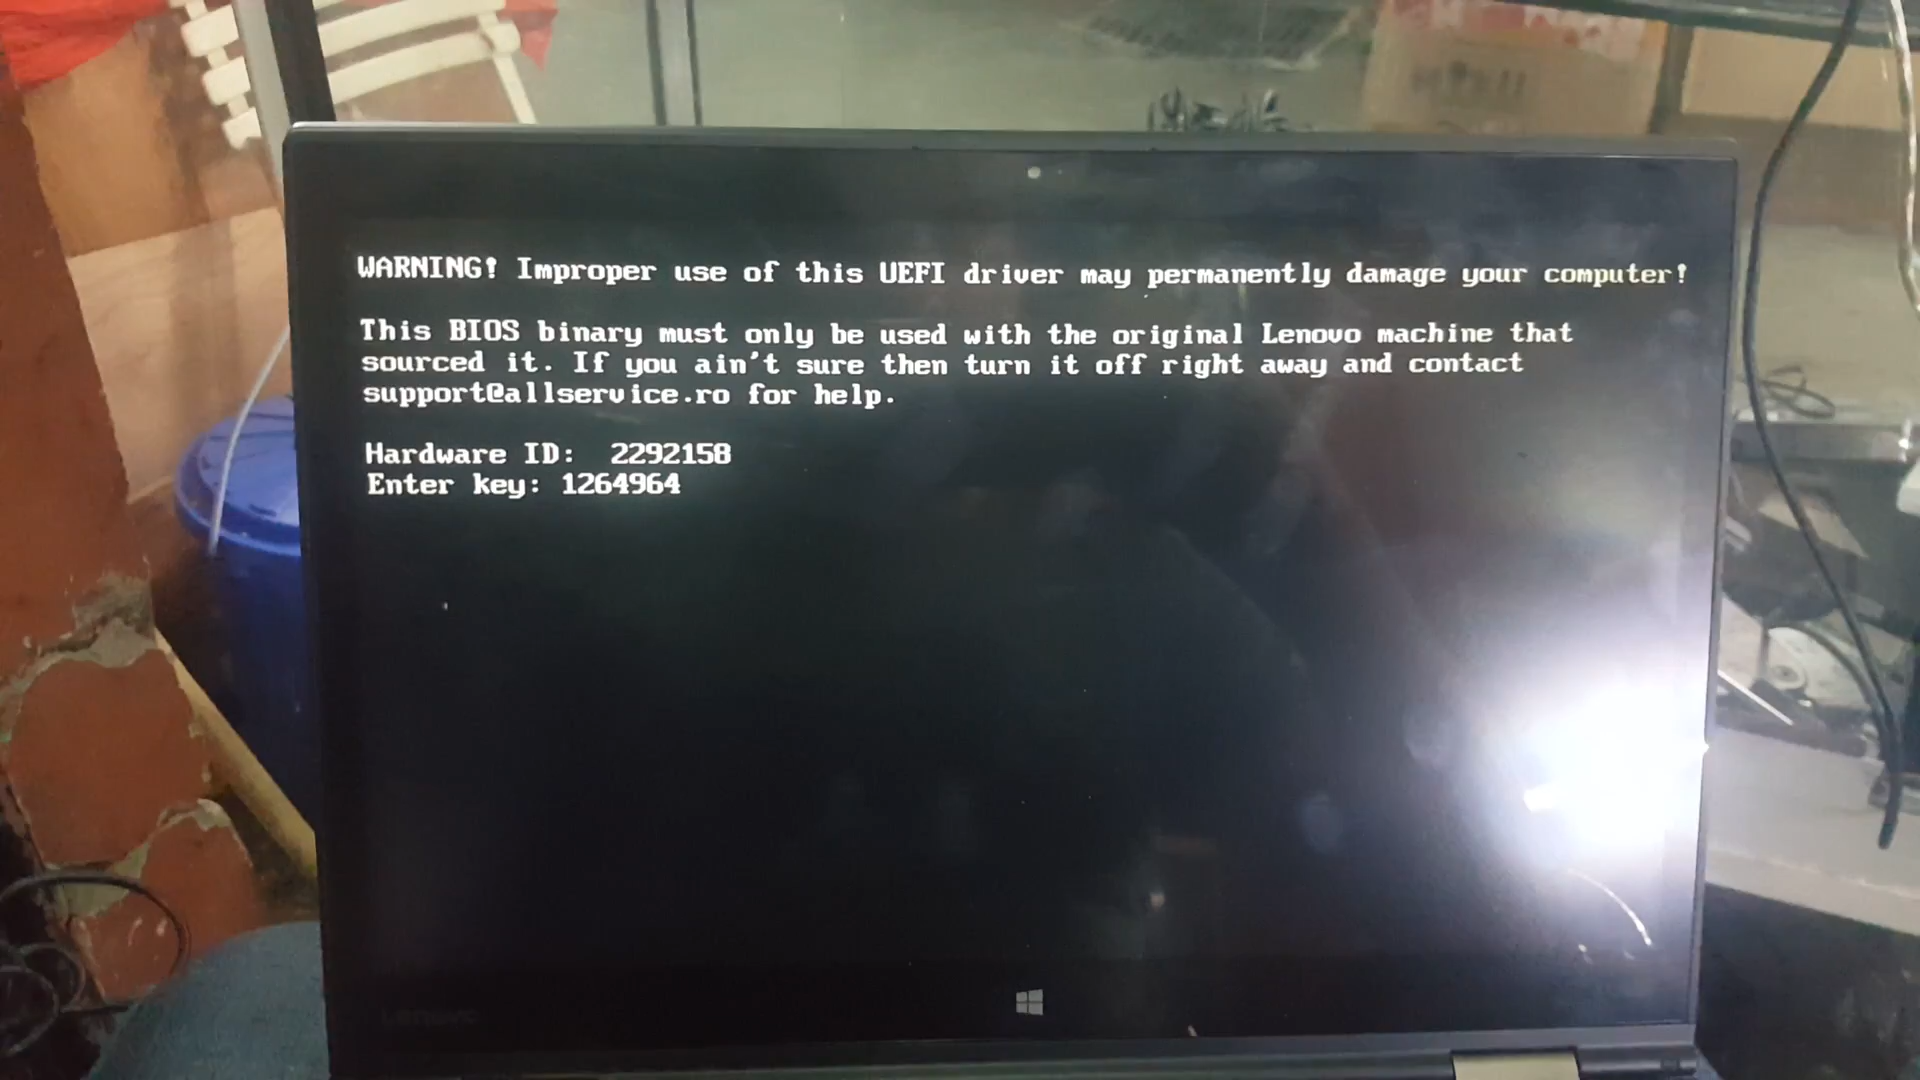 WARNING! Improper use of this UEFI driver may permanently damage your computer!
This BIOS binary must only be used with the original Lenovo machine that
sourced it. If you ain't sure then turn it off right away and contact
support@allservice.ro for help.
Hardware ID: 2292158
Enter key: 1264964
Lenovo